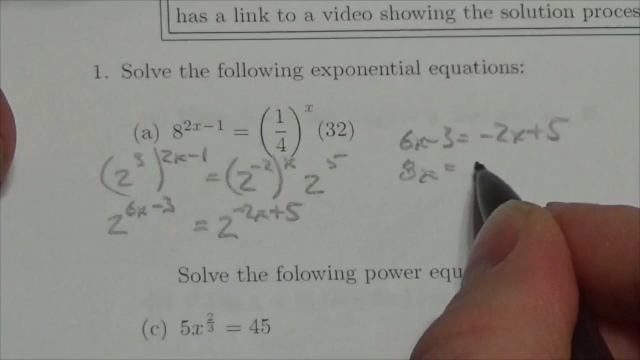 has a link to a video showing the solution proces
1. Solve the following exponential equations:
(a) 8^{2x-1} = (1/4)^x (32)
6x-3 = -2x+5
(2^3)^{2x-1} = (2^{-2})^x 2^5
8x =
2^{6x-3} = 2^{-2x+5}
Solve the folowing power equ
(c) 5x^{2/3} = 45